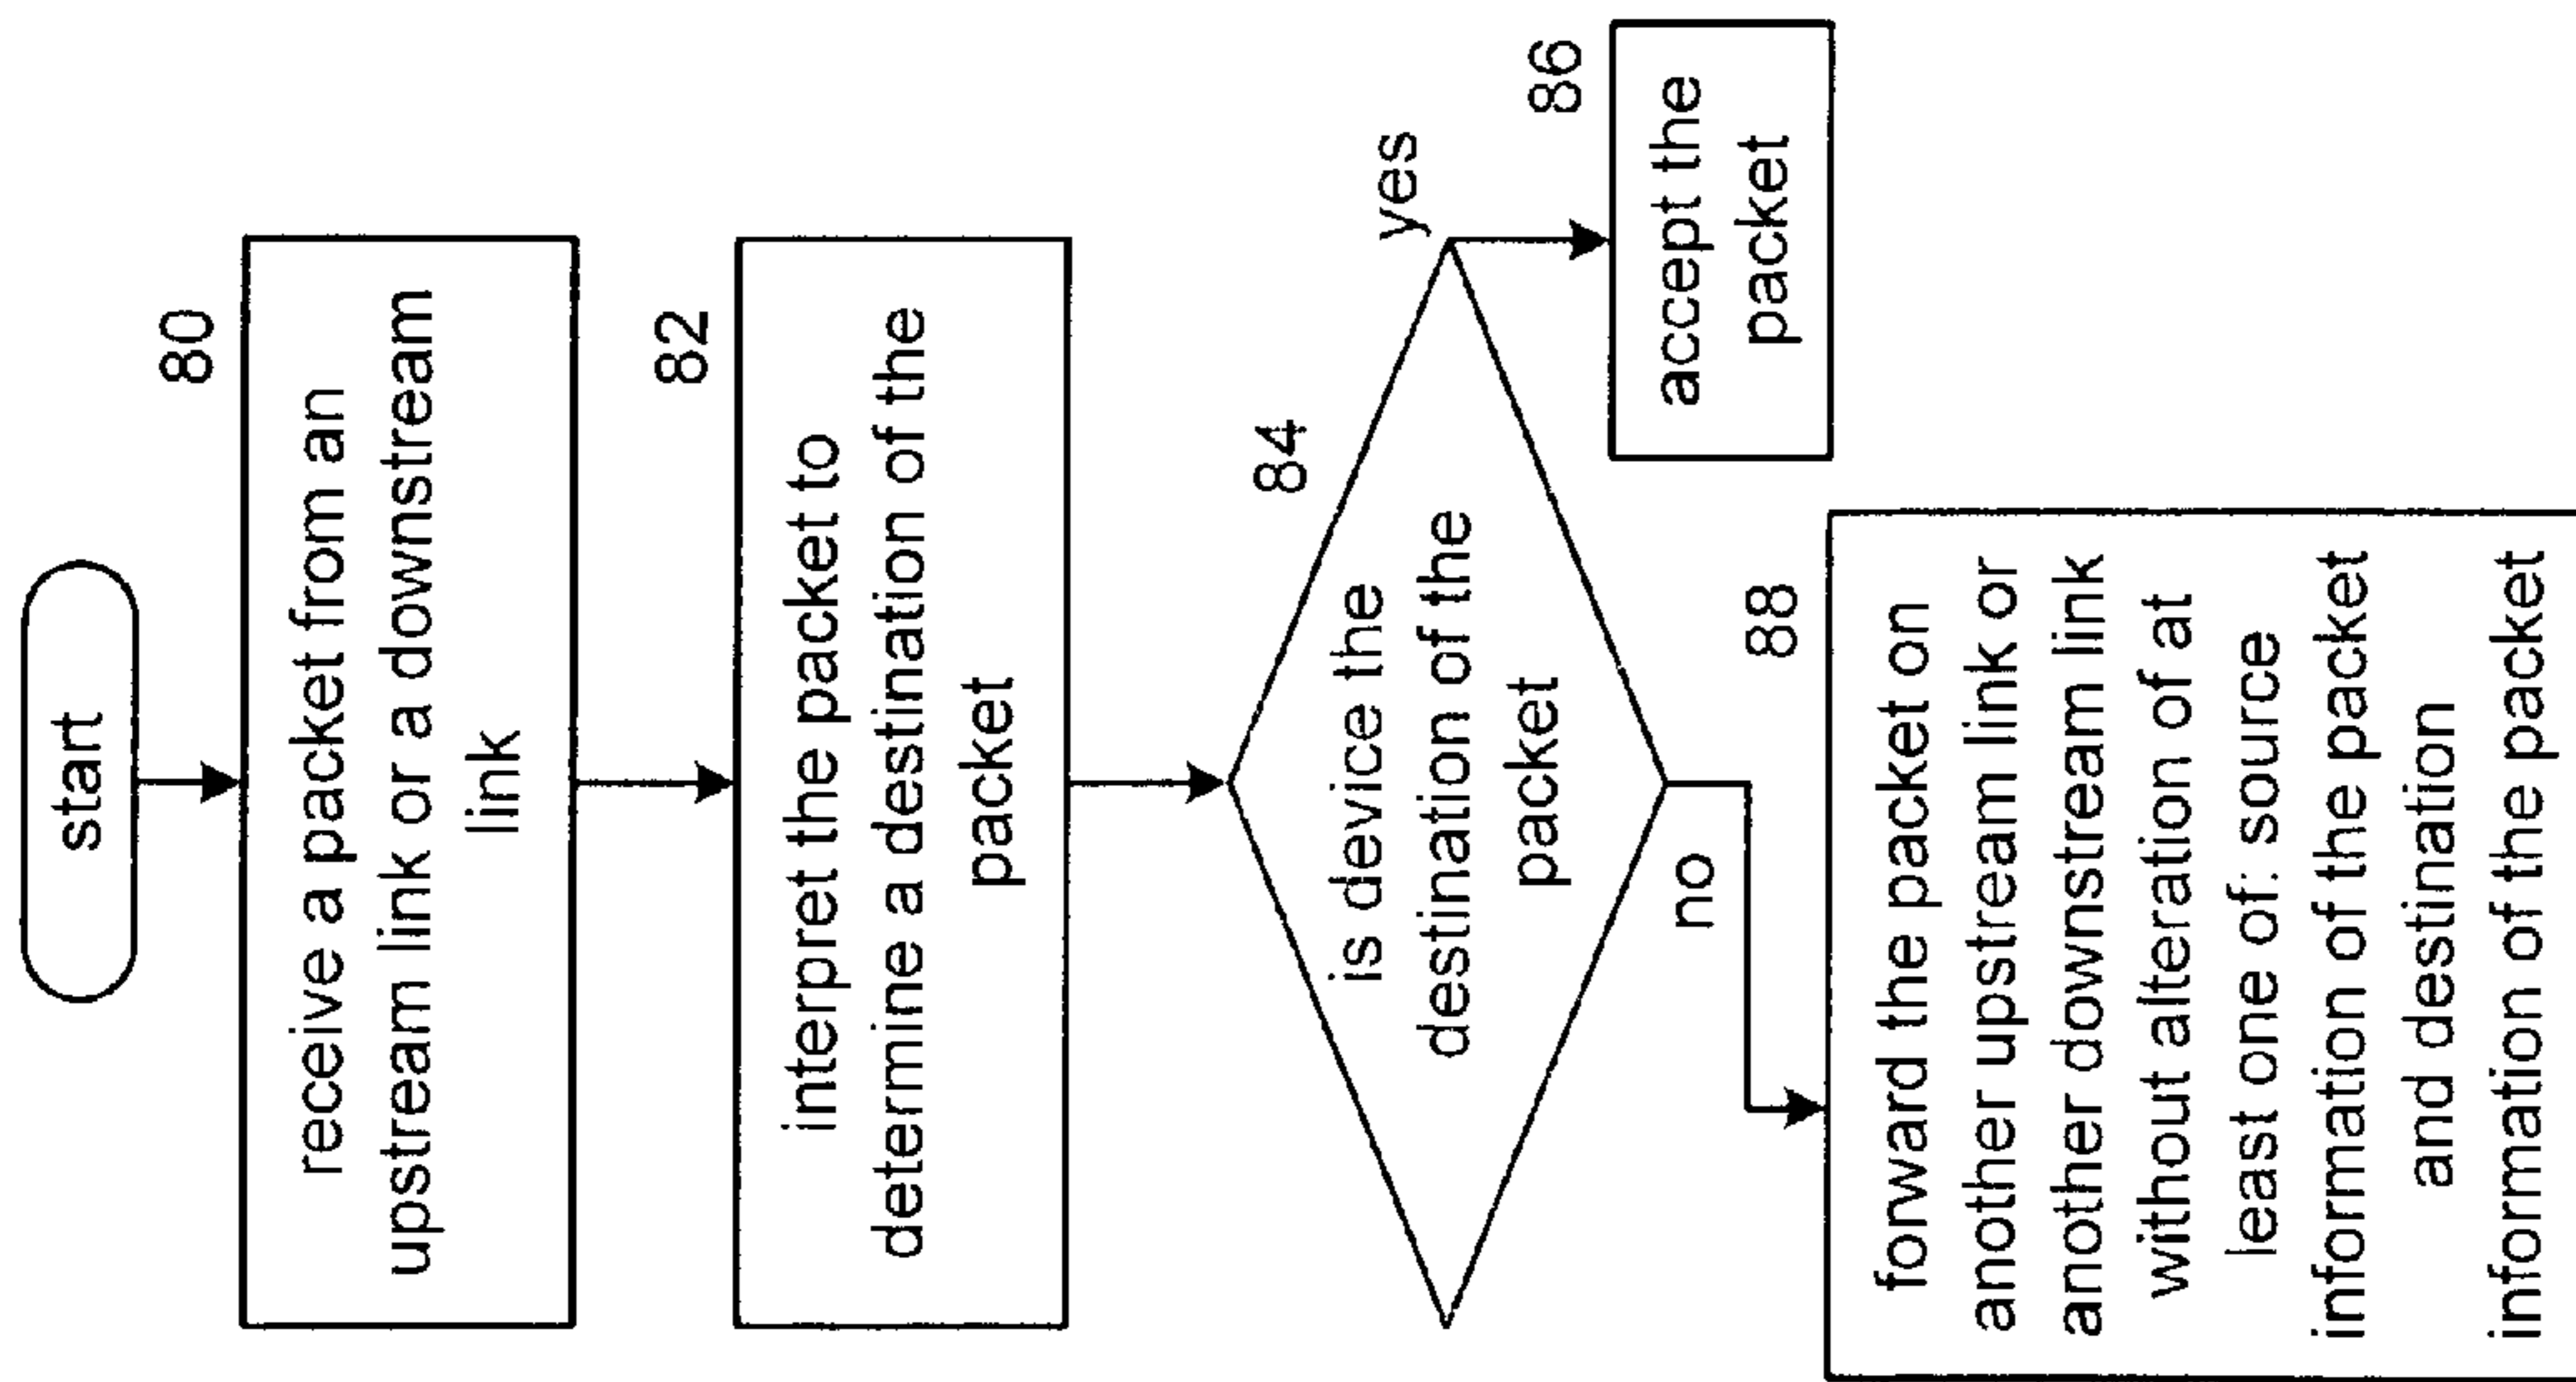 start
80
receive a packet from an
upstream link or a downstream
link
82
interpret the packet to
determine a destination of the
packet
84
is device the
destination of the
packet
yes
86
accept the
packet
no
88
forward the packet on
another upstream link or
another downstream link
without alteration of at
least one of: source
information of the packet
and destination
information of the packet